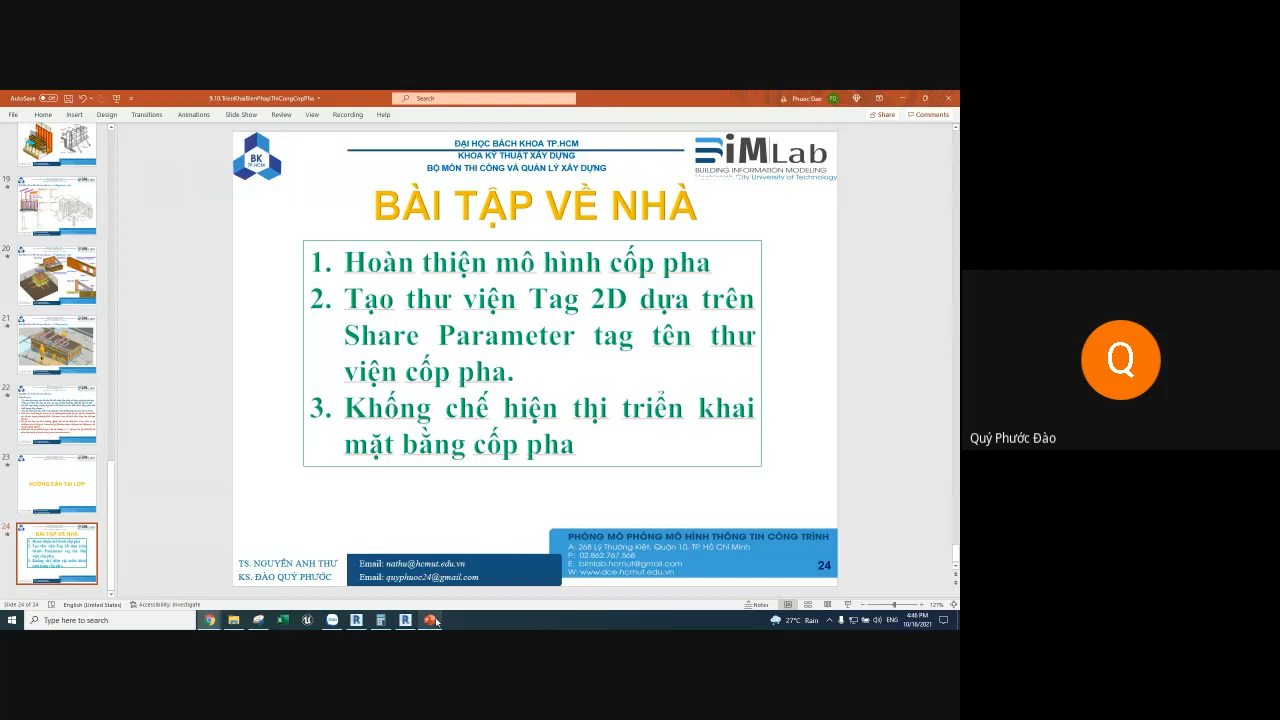 AutoSave Off
9.10.TrienKhaiBienPhapThiCongCopPha
Search
Phuoc Dao
PD
File Home Insert Design Transitions Animations Slide Show Review View Recording Help
Share Comments
19
20
21
22
23
HƯỚNG DẪN TẠI LỚP
24
BÀI TẬP VỀ NHÀ
BK
TP.HCM
ĐẠI HỌC BÁCH KHOA TP.HCM
KHOA KỸ THUẬT XÂY DỰNG
BỘ MÔN THI CÔNG VÀ QUẢN LÝ XÂY DỰNG
BiMLab
BUILDING INFORMATION MODELING
City University of Technology
BÀI TẬP VỀ NHÀ
1. Hoàn thiện mô hình cốp pha
2. Tạo thư viện Tag 2D dựa trên
Share Parameter tag tên thư
viện cốp pha.
3. Khống chế hiện thị triển khai
mặt bằng cốp pha
PHÒNG MÔ PHỎNG MÔ HÌNH THÔNG TIN CÔNG TRÌNH
A: 268 Lý Thường Kiệt, Quận 10, TP. Hồ Chí Minh
P: 02.862.767.568
E: bimlab.hcmut@gmail.com
W: www.dce.hcmut.edu.vn
24
TS. NGUYỄN ANH THƯ
KS. ĐÀO QUÝ PHƯỚC
Email: nathu@hcmut.edu.vn
Email: quyphuoc24@gmail.com
Slide 24 of 24 English (United States) Accessibility: Investigate
Notes
127%
Type here to search
27°C Rain
ENG
4:46 PM
10/16/2021
Q
Quý Phước Đào